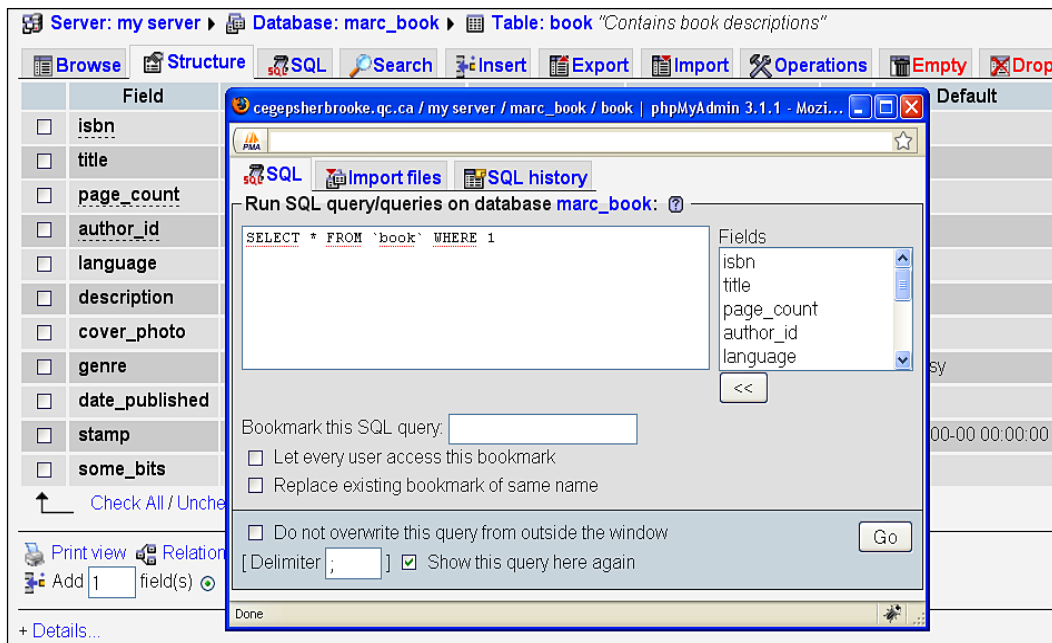 Server: my server ▸ Database: marc_book ▸ Table: book "Contains book descriptions"
Browse Structure SQL Search Insert Export Import Operations Empty Drop
Field Default
cegepsherbrooke.qc.ca / my server / marc_book / book | phpMyAdmin 3.1.1 - Mozi...
PMA
SQL Import files SQL history
Run SQL query/queries on database marc_book:
SELECT * FROM `book` WHERE 1
Fields
isbn
title
page_count
author_id
language
<<
Bookmark this SQL query:
Let every user access this bookmark
Replace existing bookmark of same name
Do not overwrite this query from outside the window
Go
[ Delimiter ; ] Show this query here again
Done
isbn
title
page_count
author_id
language
description
cover_photo
genre sy
date_published
stamp 00-00 00:00:00
some_bits
Check All / Unche
Print view Relation
Add 1 field(s)
+ Details...